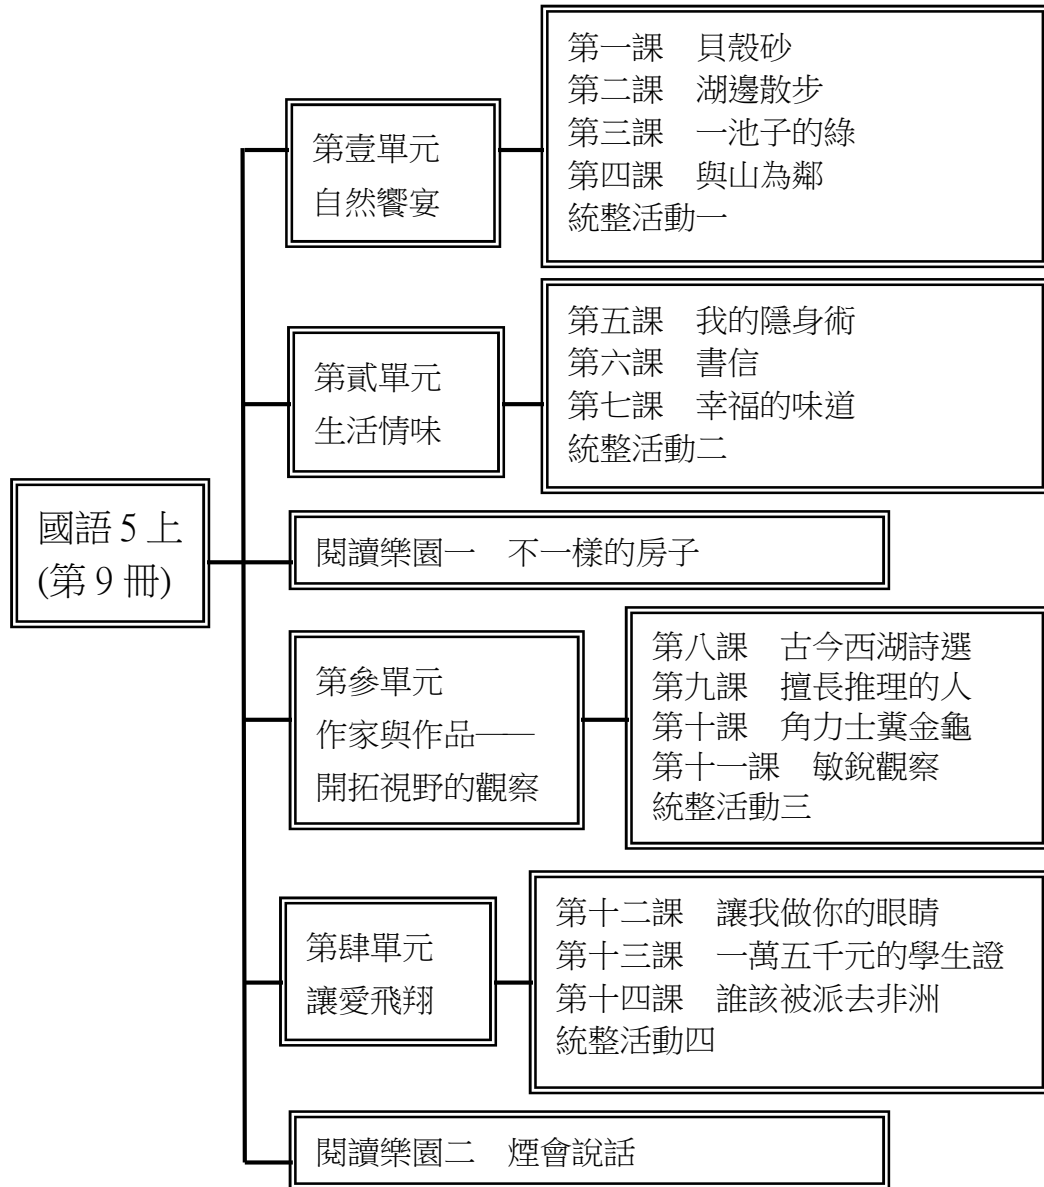 國語 5 上
(第 9 冊)
第壹單元
自然饗宴
第一課　貝殼砂
第二課　湖邊散步
第三課　一池子的綠
第四課　與山為鄰
統整活動一
第貳單元
生活情味
第五課　我的隱身術
第六課　書信
第七課　幸福的味道
統整活動二
閱讀樂園一　不一樣的房子
第參單元
作家與作品——
開拓視野的觀察
第八課　古今西湖詩選
第九課　擅長推理的人
第十課　角力士糞金龜
第十一課　敏銳觀察
統整活動三
第肆單元
讓愛飛翔
第十二課　讓我做你的眼睛
第十三課　一萬五千元的學生證
第十四課　誰該被派去非洲
統整活動四
閱讀樂園二　煙會說話